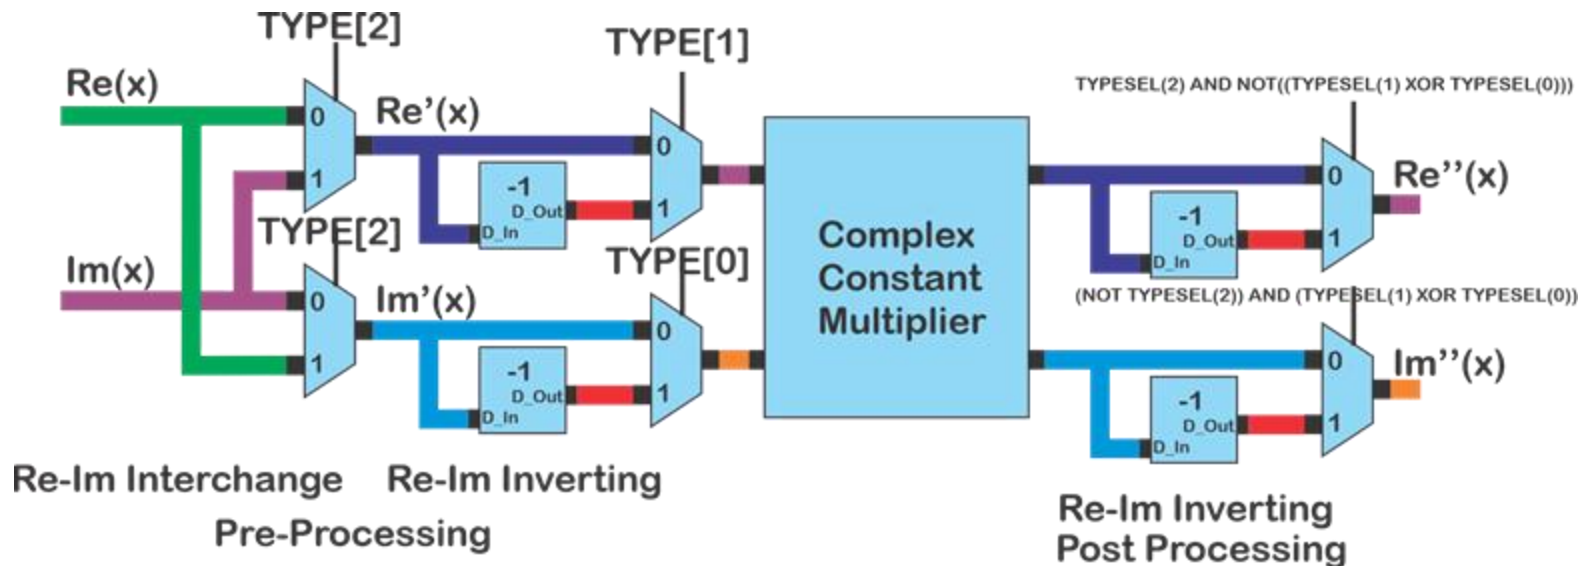 TYPE[2]
TYPE[1]
Re(x)
0
Re’(x)
0
TYPESEL(2) AND NOT((TYPESEL(1) XOR TYPESEL(0)))
1
-1
D_Out
D_In
1
0
Re’’(x)
-1
D_Out
D_In
1
TYPE[2]
TYPE[0]
Im(x)
0
Im’(x)
0
Complex
Constant
Multiplier
(NOT TYPESEL(2)) AND (TYPESEL(1) XOR TYPESEL(0))
1
-1
D_Out
D_In
1
0
Im’’(x)
-1
D_Out
D_In
1
Re-Im Interchange
Re-Im Inverting
Pre-Processing
Re-Im Inverting
Post Processing